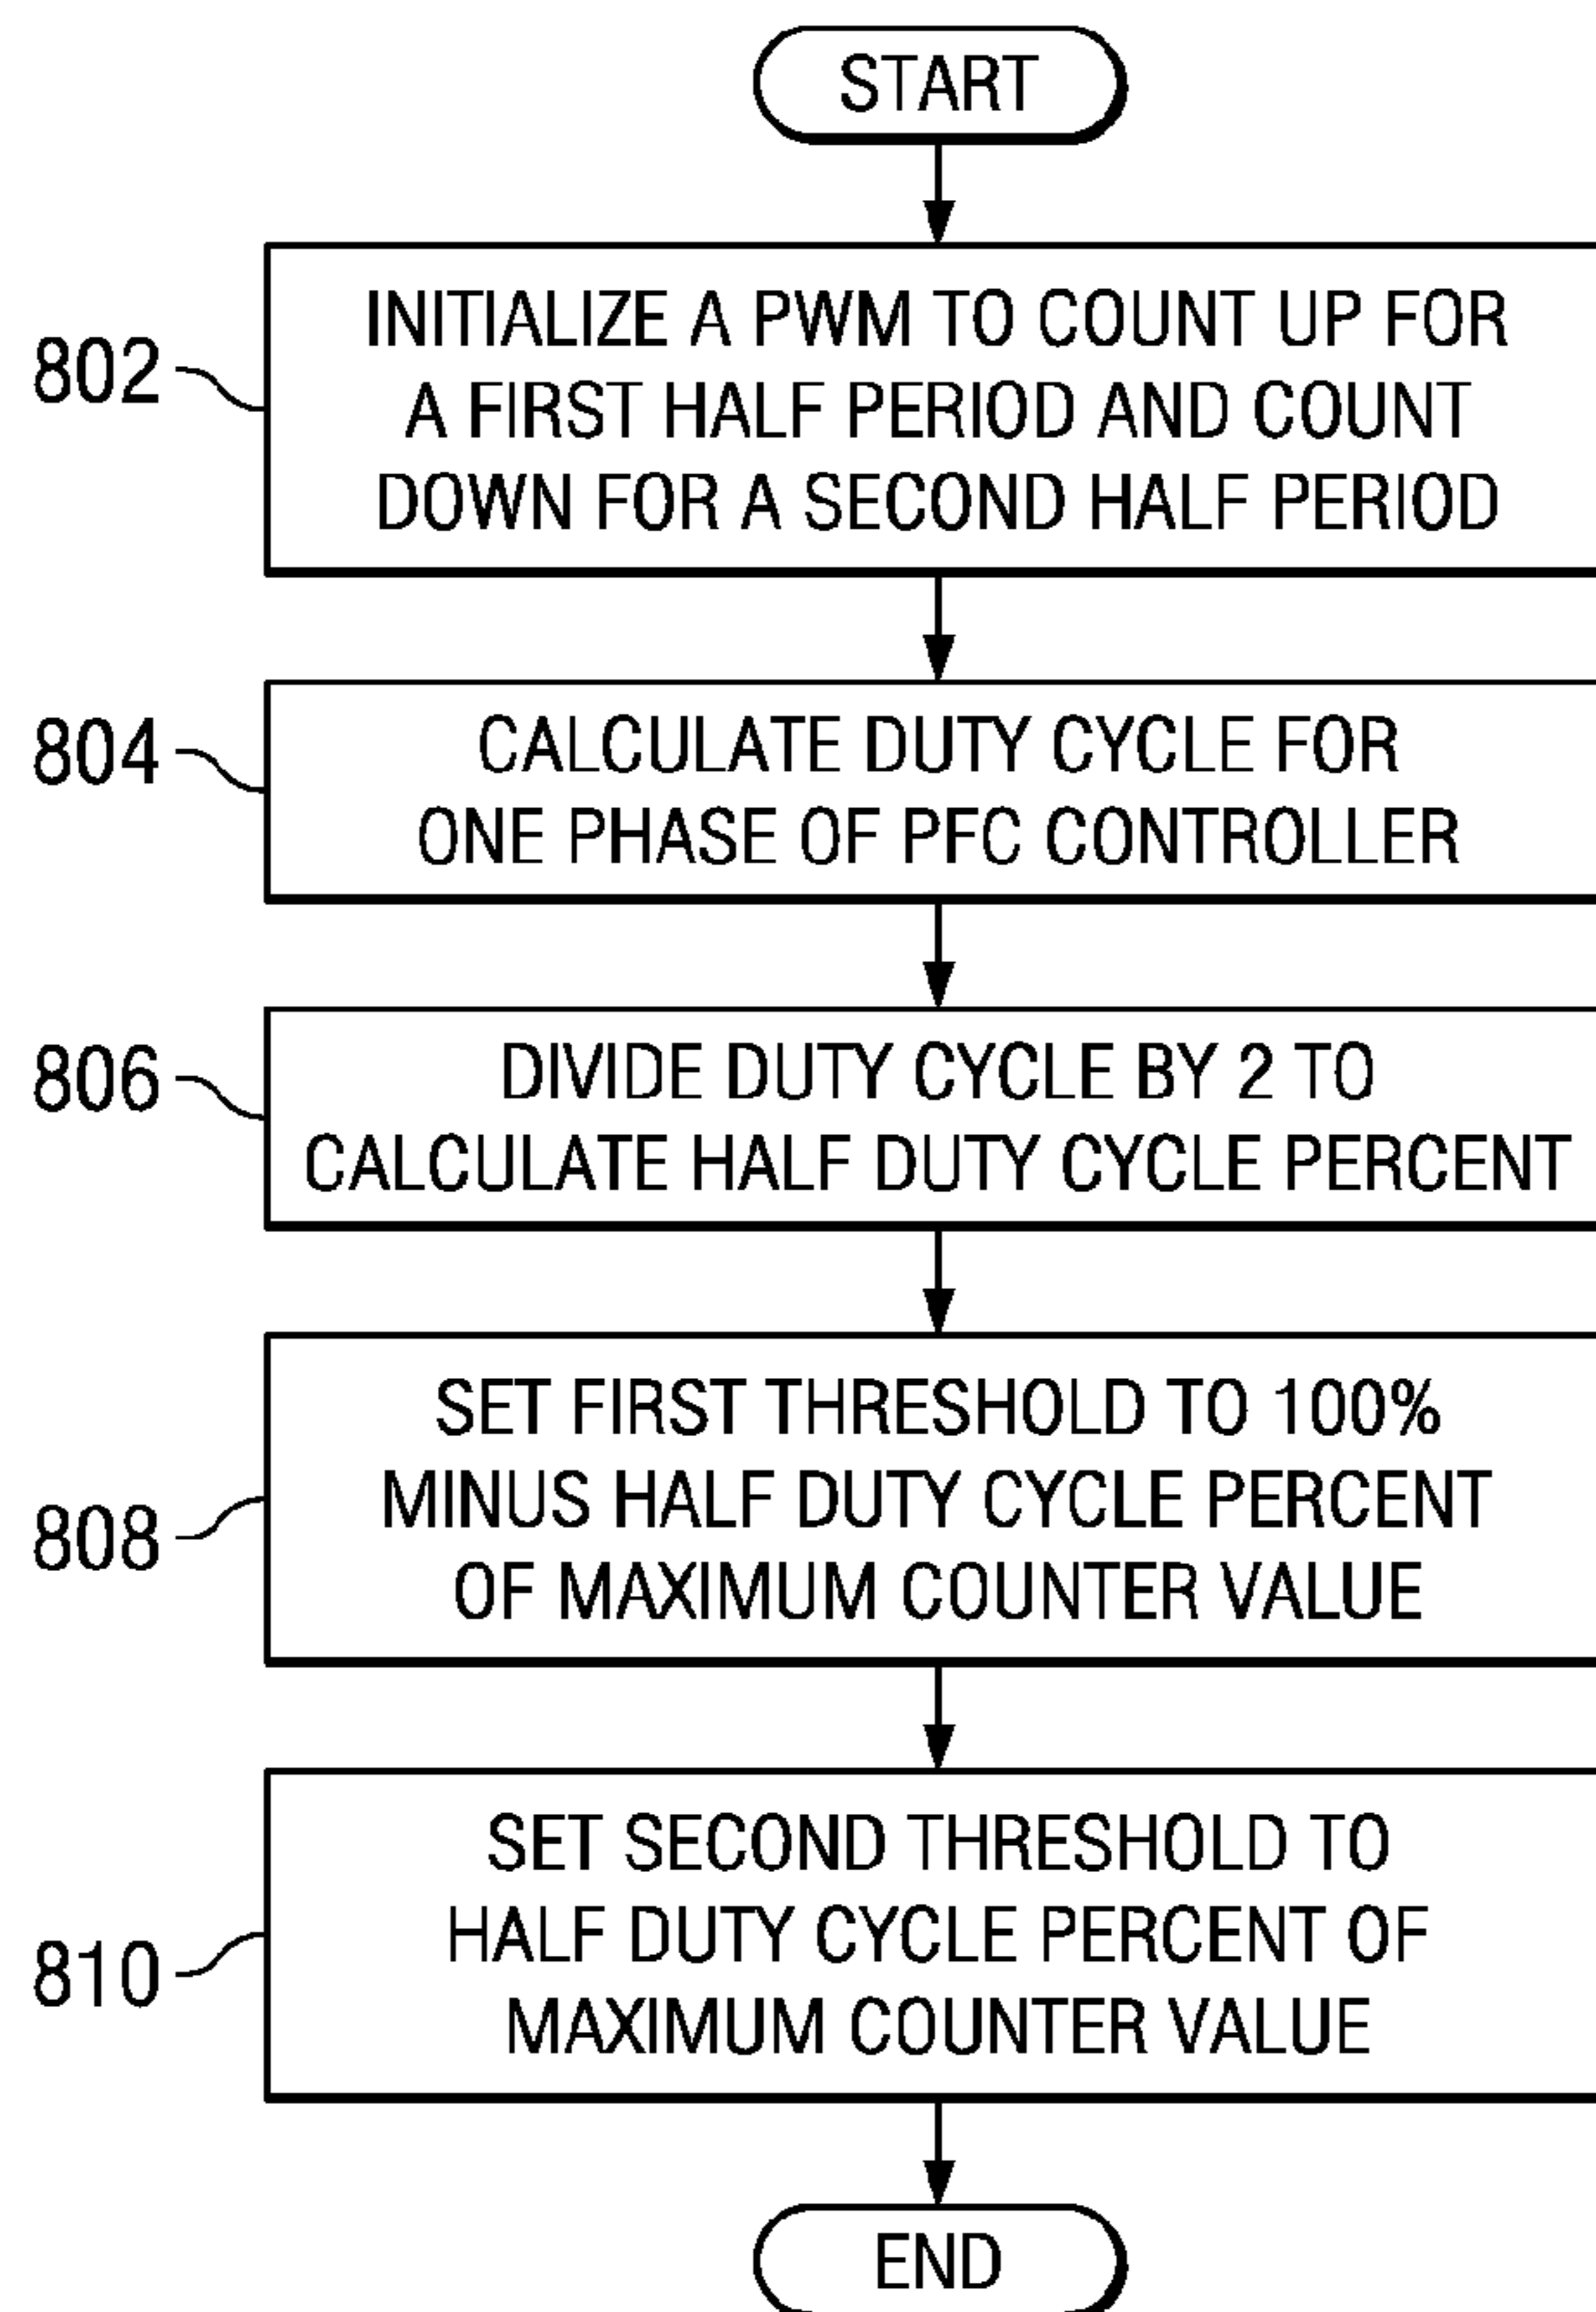 START
802
INITIALIZE A PWM TO COUNT UP FOR
A FIRST HALF PERIOD AND COUNT
DOWN FOR A SECOND HALF PERIOD
804
CALCULATE DUTY CYCLE FOR
ONE PHASE OF PFC CONTROLLER
806
DIVIDE DUTY CYCLE BY 2 TO
CALCULATE HALF DUTY CYCLE PERCENT
808
SET FIRST THRESHOLD TO 100%
MINUS HALF DUTY CYCLE PERCENT
OF MAXIMUM COUNTER VALUE
810
SET SECOND THRESHOLD TO
HALF DUTY CYCLE PERCENT OF
MAXIMUM COUNTER VALUE
END